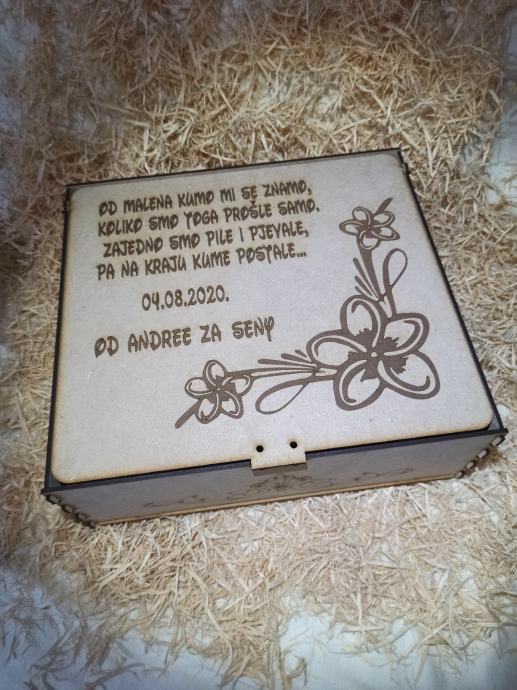 OD MALENA KUMO MI SE ZNAMO,
KOLIKO SMO TOGA PROŠLE SAMO.
ZAJEDNO SMO PILE I PJEVALE,
PA NA KRAJU KUME POSTALE...
04.08.2020.
OD ANDREE ZA SENY